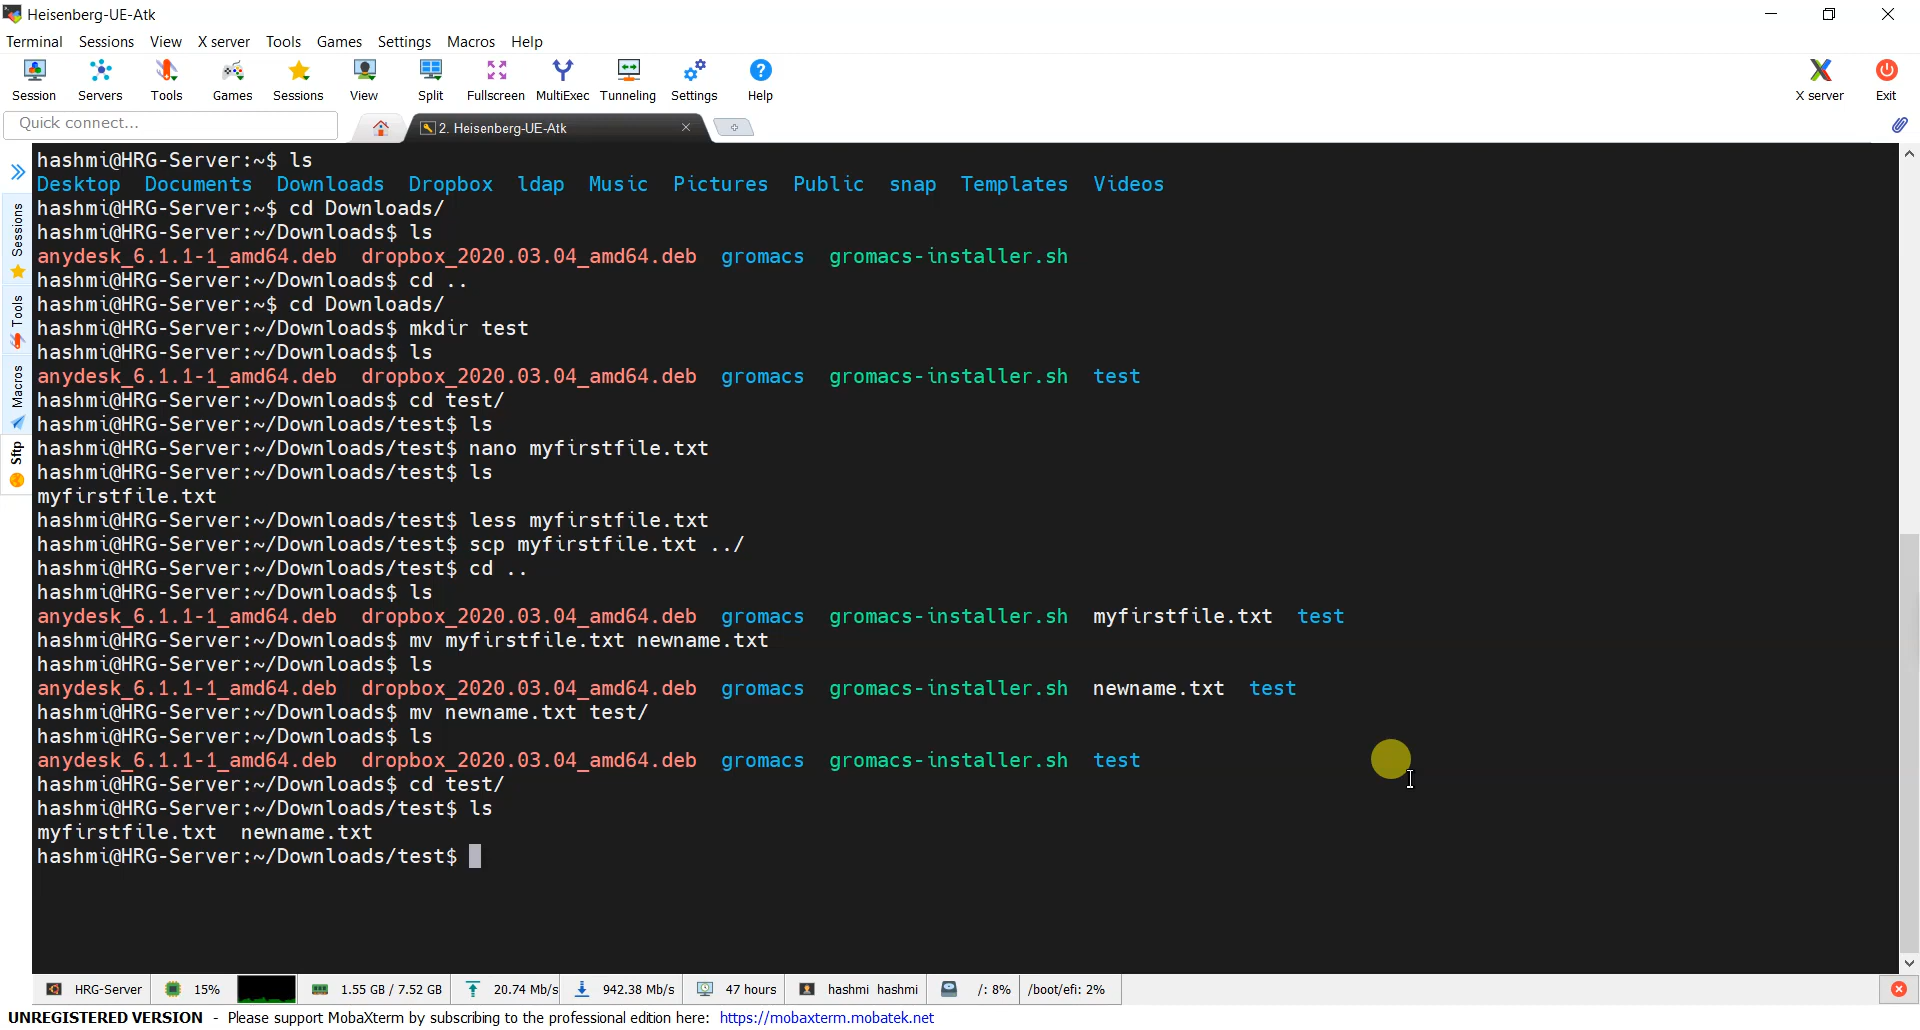 Heisenberg-UE-Atk
Terminal Sessions View X server Tools Games Settings Macros Help
Session Servers Tools Games Sessions View Split Fullscreen MultiExec Tunneling Settings Help X server Exit
Quick connect... 2. Heisenberg-UE-Atk
Sessions
Tools
Macros
Sftp
hashmi@HRG-Server:~$ ls
Desktop Documents Downloads Dropbox ldap Music Pictures Public snap Templates Videos
hashmi@HRG-Server:~$ cd Downloads/
hashmi@HRG-Server:~/Downloads$ ls
anydesk_6.1.1-1_amd64.deb dropbox_2020.03.04_amd64.deb gromacs gromacs-installer.sh
hashmi@HRG-Server:~/Downloads$ cd ..
hashmi@HRG-Server:~$ cd Downloads/
hashmi@HRG-Server:~/Downloads$ mkdir test
hashmi@HRG-Server:~/Downloads$ ls
anydesk_6.1.1-1_amd64.deb dropbox_2020.03.04_amd64.deb gromacs gromacs-installer.sh test
hashmi@HRG-Server:~/Downloads$ cd test/
hashmi@HRG-Server:~/Downloads/test$ ls
hashmi@HRG-Server:~/Downloads/test$ nano myfirstfile.txt
hashmi@HRG-Server:~/Downloads/test$ ls
myfirstfile.txt
hashmi@HRG-Server:~/Downloads/test$ less myfirstfile.txt
hashmi@HRG-Server:~/Downloads/test$ scp myfirstfile.txt ../
hashmi@HRG-Server:~/Downloads/test$ cd ..
hashmi@HRG-Server:~/Downloads$ ls
anydesk_6.1.1-1_amd64.deb dropbox_2020.03.04_amd64.deb gromacs gromacs-installer.sh myfirstfile.txt test
hashmi@HRG-Server:~/Downloads$ mv myfirstfile.txt newname.txt
hashmi@HRG-Server:~/Downloads$ ls
anydesk_6.1.1-1_amd64.deb dropbox_2020.03.04_amd64.deb gromacs gromacs-installer.sh newname.txt test
hashmi@HRG-Server:~/Downloads$ mv newname.txt test/
hashmi@HRG-Server:~/Downloads$ ls
anydesk_6.1.1-1_amd64.deb dropbox_2020.03.04_amd64.deb gromacs gromacs-installer.sh test
hashmi@HRG-Server:~/Downloads$ cd test/
hashmi@HRG-Server:~/Downloads/test$ ls
myfirstfile.txt newname.txt
hashmi@HRG-Server:~/Downloads/test$
HRG-Server 15% 1.55 GB / 7.52 GB 20.74 Mb/s 942.38 Mb/s 47 hours hashmi hashmi /: 8% /boot/efi: 2%
UNREGISTERED VERSION - Please support MobaXterm by subscribing to the professional edition here: https://mobaxterm.mobatek.net